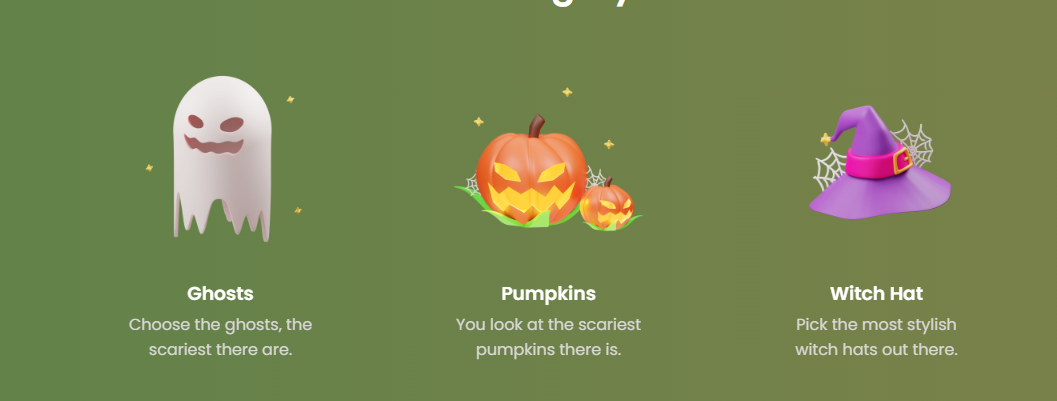 Ghosts
Choose the ghosts, the
scariest there are.
Pumpkins
You look at the scariest
pumpkins there is.
Witch Hat
Pick the most stylish
witch hats out there.